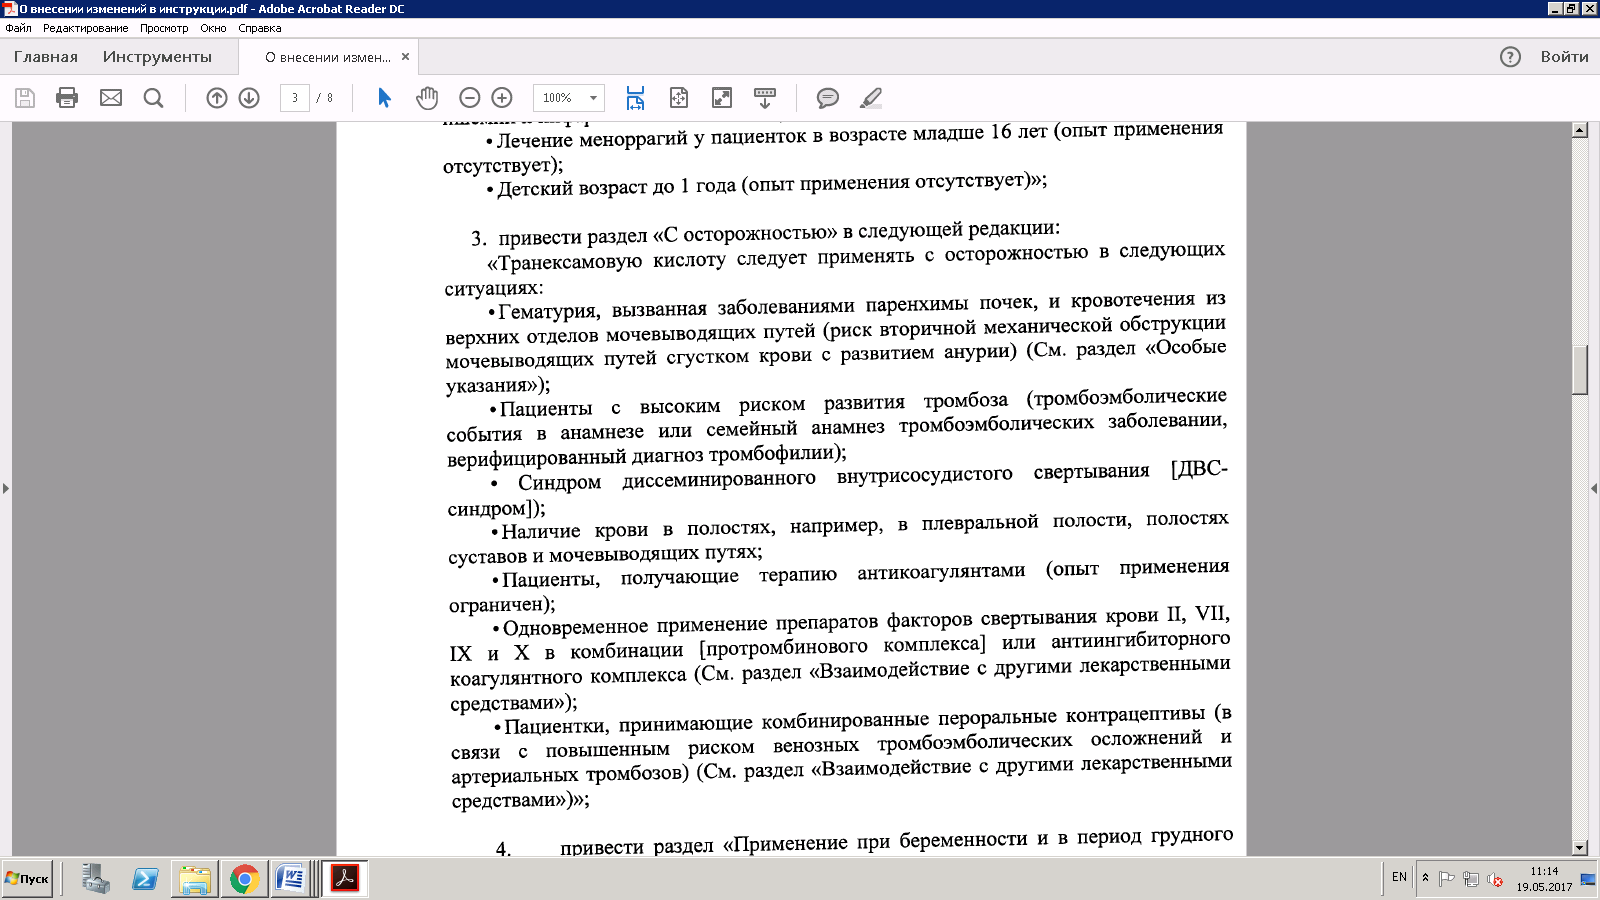 О внесении изменений в инструкции.pdf - Adobe Acrobat Reader DC
Файл Редактирование Просмотр Окно Справка
Главная Инструменты О внесении измен... × ? Войти
3 / 8 100%
• Лечение меноррагий у пациенток в возрасте младше 16 лет (опыт применения
отсутствует);
• Детский возраст до 1 года (опыт применения отсутствует)»;
3. привести раздел «С осторожностью» в следующей редакции:
«Транексамовую кислоту следует применять с осторожностью в следующих
ситуациях:
• Гематурия, вызванная заболеваниями паренхимы почек, и кровотечения из
верхних отделов мочевыводящих путей (риск вторичной механической обструкции
мочевыводящих путей сгустком крови с развитием анурии) (См. раздел «Особые
указания»);
• Пациенты с высоким риском развития тромбоза (тромбоэмболические
события в анамнезе или семейный анамнез тромбоэмболических заболевании,
верифицированный диагноз тромбофилии);
• Синдром диссеминированного внутрисосудистого свертывания [ДВС-
синдром]);
• Наличие крови в полостях, например, в плевральной полости, полостях
суставов и мочевыводящих путях;
• Пациенты, получающие терапию антикоагулянтами (опыт применения
ограничен);
• Одновременное применение препаратов факторов свертывания крови II, VII,
IX и X в комбинации [протромбинового комплекса] или антиингибиторного
коагулянтного комплекса (См. раздел «Взаимодействие с другими лекарственными
средствами»);
• Пациентки, принимающие комбинированные пероральные контрацептивы (в
связи с повышенным риском венозных тромбоэмболических осложнений и
артериальных тромбозов) (См. раздел «Взаимодействие с другими лекарственными
средствами»)»;
4. привести раздел «Применение при беременности и в период грудного
Пуск EN 11:14
19.05.2017